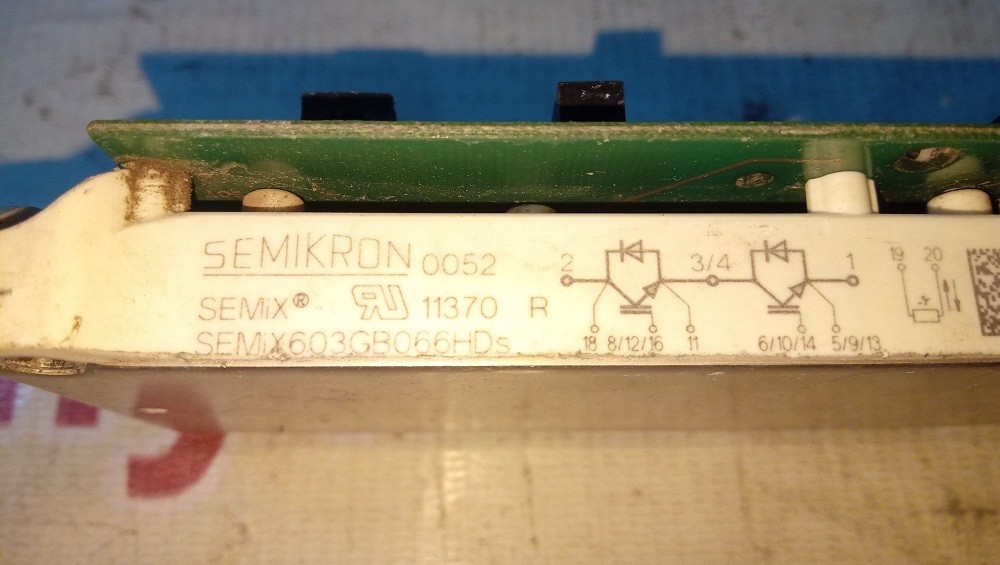 SEMIKRON 0052
SEMiX® 11370 R
SEMiX603GB066HDs
2 3/4 1
18 8/12/16 11 6/10/14 5/9/13
19 20